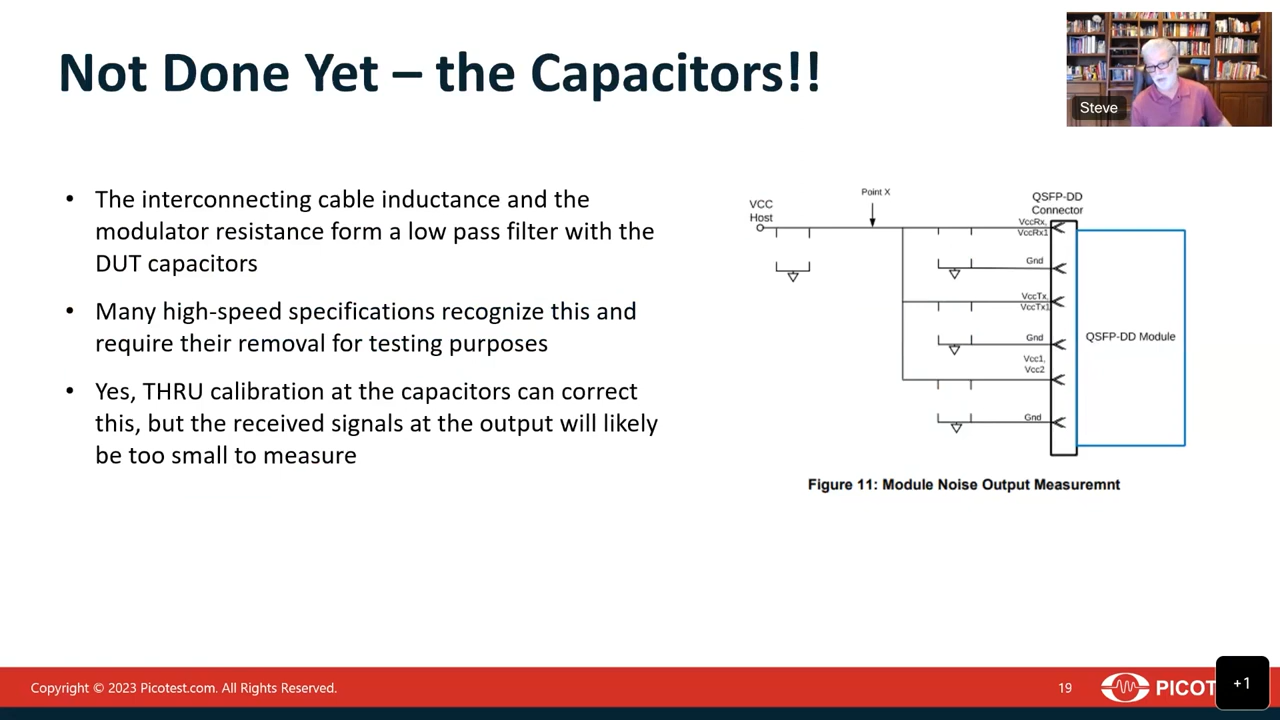 Not Done Yet – the Capacitors!!
Steve
• The interconnecting cable inductance and the
modulator resistance form a low pass filter with the
DUT capacitors
• Many high-speed specifications recognize this and
require their removal for testing purposes
• Yes, THRU calibration at the capacitors can correct
this, but the received signals at the output will likely
be too small to measure
Point X
VCC
Host
QSFP-DD
Connector
VccRx,
VccRx1
Gnd
VccTx,
VccTx1
Gnd
Vcc1,
Vcc2
Gnd
QSFP-DD Module
Figure 11: Module Noise Output Measuremnt
Copyright © 2023 Picotest.com. All Rights Reserved.
19
PICOT
+1